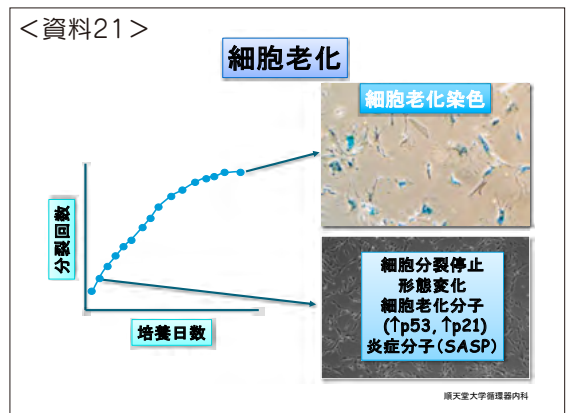 ＜資料21＞
細胞老化
細胞老化染色
分裂回数
培養日数
細胞分裂停止
形態変化
細胞老化分子
(↑p53, ↑p21)
炎症分子(SASP)
順天堂大学循環器内科